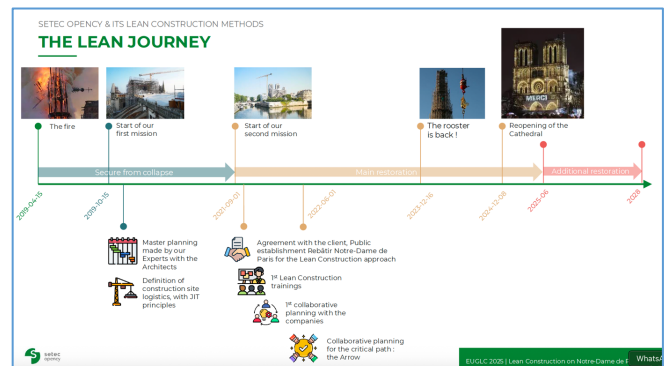 SETEC OPENCY & ITS LEAN CONSTRUCTION METHODS
THE LEAN JOURNEY
MERCI
The fire
Start of our
first mission
Start of our
second mission
The rooster
is back !
Reopening of the
Cathedral
Secure from collapse
Main restoration
Additional restoration
2019-04-15
2019-10-15
2021-09-01
2022-06-01
2023-12-16
2024-12-08
2025-06
2028
Master planning
made by our
Experts with the
Architects
Definition of
construction site
logistics, with JIT
principles
Agreement with the client, Public
establishment Rebâtir Notre-Dame de
Paris for the Lean Construction approach
1st Lean Construction
trainings
1st collaborative
planning with the
companies
Collaborative planning
for the critical path :
the Arrow
setec
opency
EUGLC 2025 | Lean Construction on Notre-Dame de
WhatsA